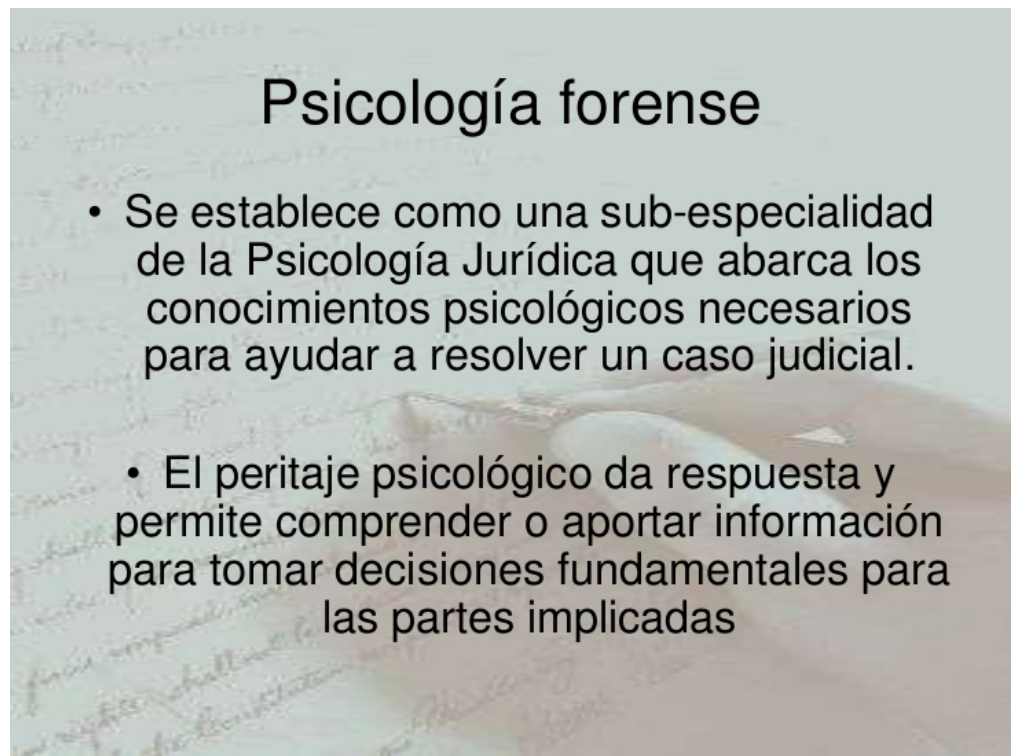 Psicología forense
• Se establece como una sub-especialidad
de la Psicología Jurídica que abarca los
conocimientos psicológicos necesarios
para ayudar a resolver un caso judicial.
• El peritaje psicológico da respuesta y
permite comprender o aportar información
para tomar decisiones fundamentales para
las partes implicadas